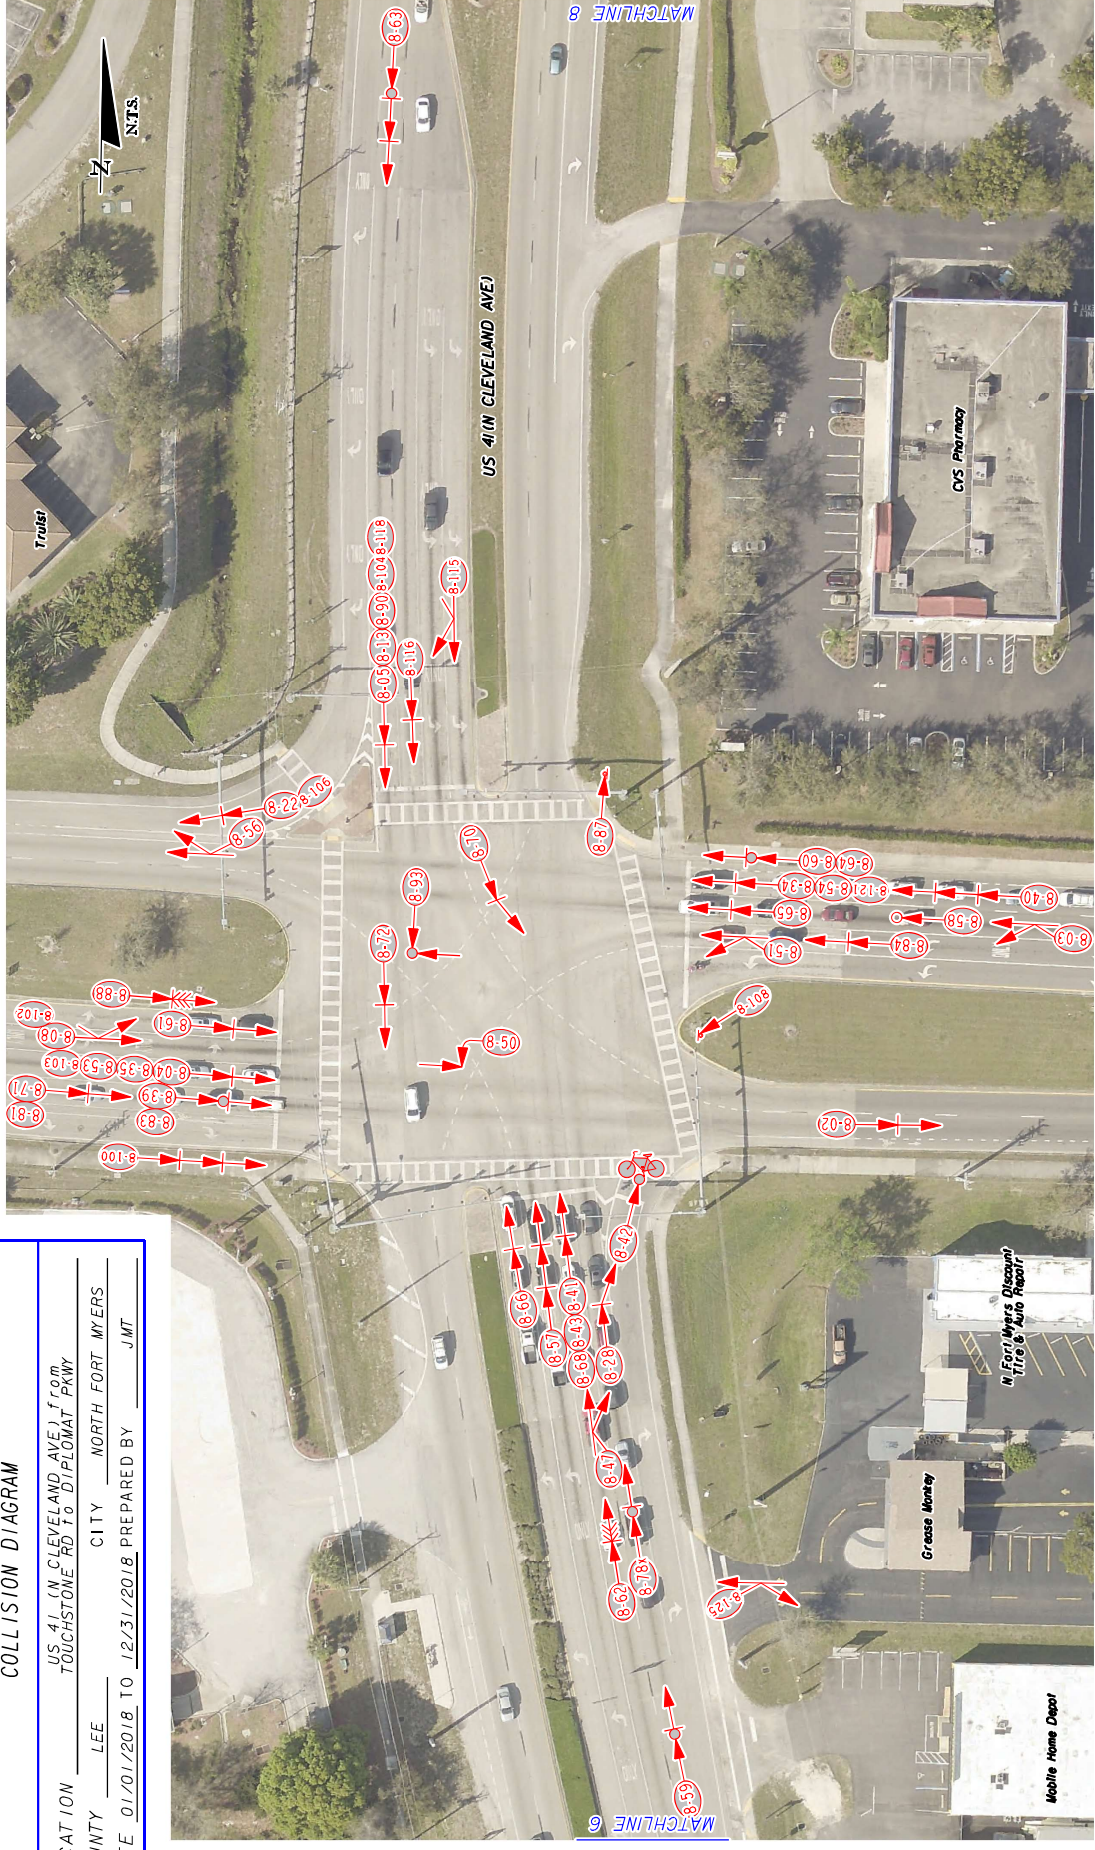 COLLISION DIAGRAM
US 41 (N CLEVELAND AVE) from
TOUCHSTONE RD to DIPLOMAT PKWY
CATION
UNTY LEE CITY NORTH FORT MYERS
TE 01/01/2018 TO 12/31/2018 PREPARED BY JMT
MATCHLINE 8
N
N.T.S.
Truist
US 41 (N CLEVELAND AVE)
CVS Pharmacy
8-63
8-118
8-104
8-90
8-13
8-05
8-116
8-115
8-106
8-22
8-56
8-70
8-87
8-93
8-72
8-50
8-64
8-60
8-121
8-54
8-34
8-65
8-40
8-58
8-03
8-51
8-84
8-108
8-02
8-88
8-102
8-08
8-61
8-103
8-53
8-35
8-04
8-71
8-81
8-39
8-83
8-100
8-42
8-66
8-57
8-41
8-43
8-68
8-28
8-47
8-62
8-78x
8-125
8-59
N Fort Myers Discount
Tire & Auto Repair
Grease Monkey
Mobile Home Depot
MATCHLINE 6